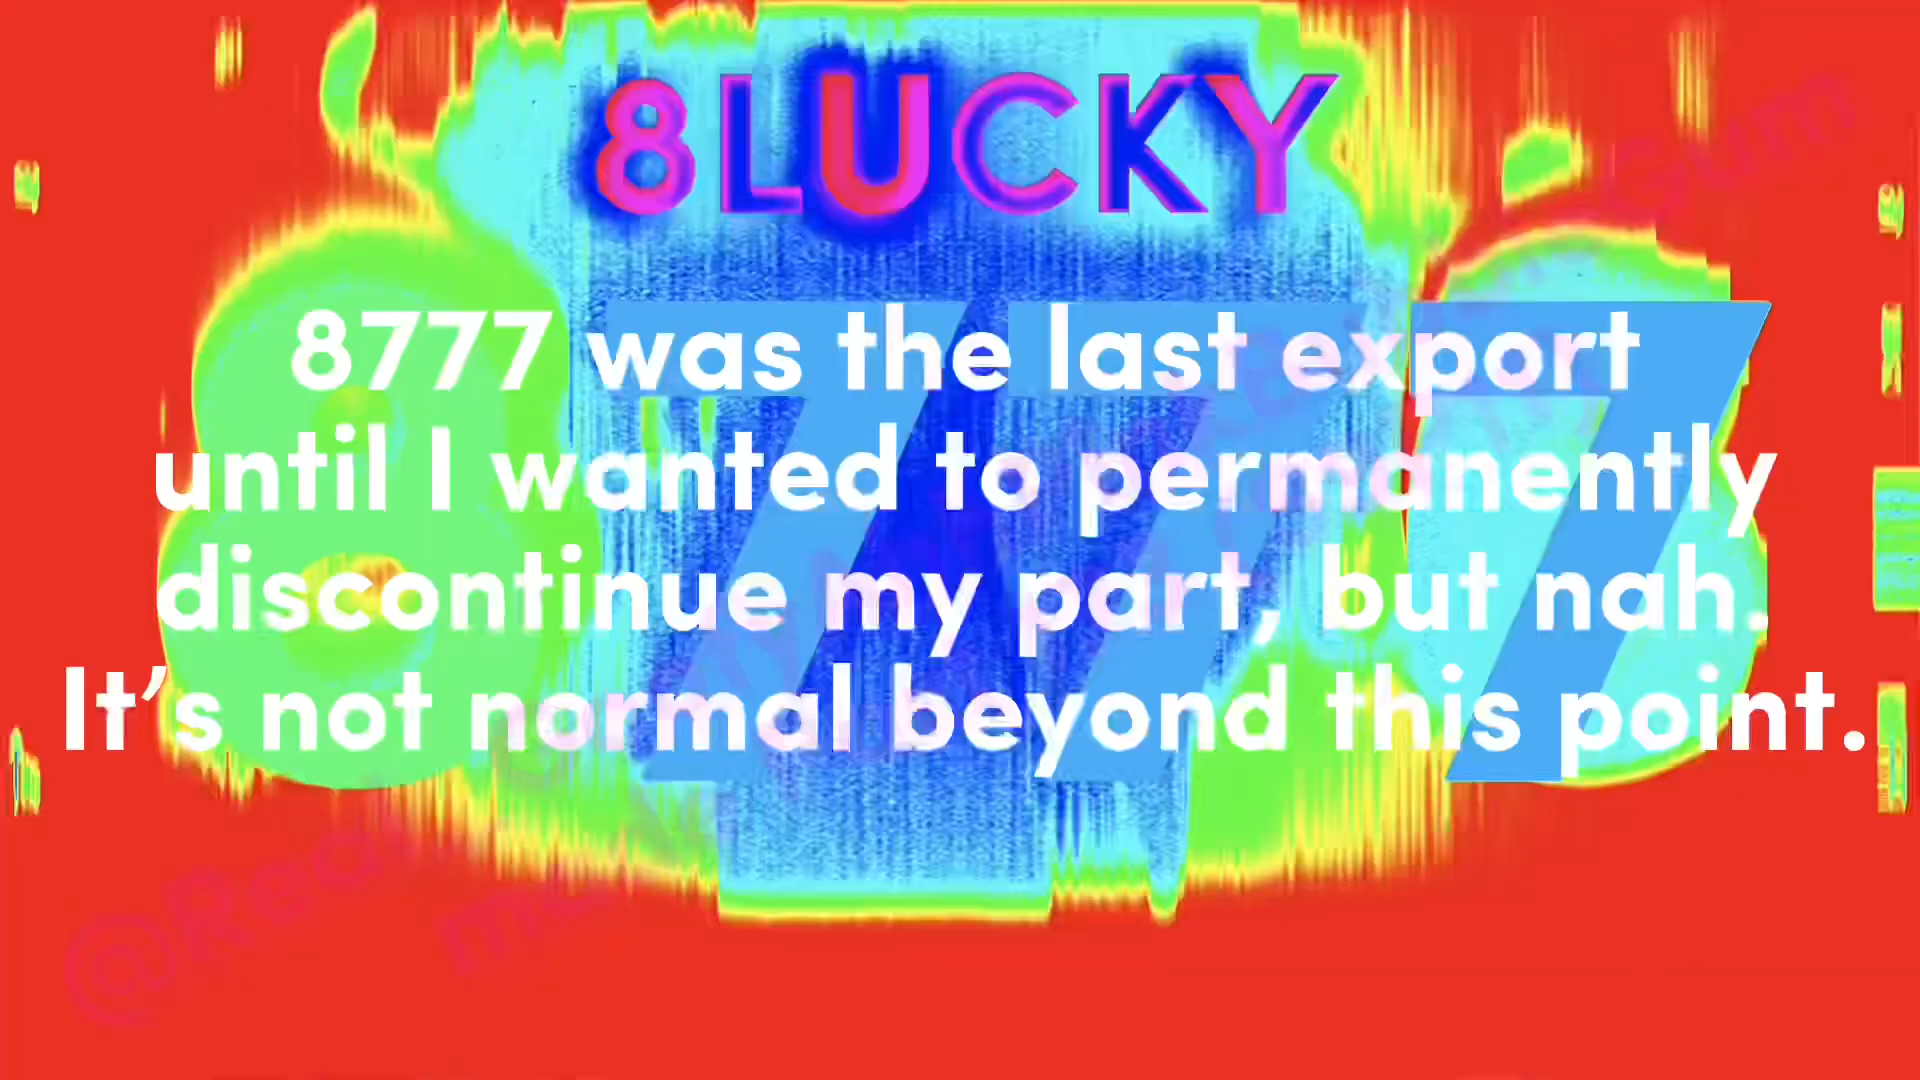 8LUCKY
8777
8777 was the last export
until I wanted to permanently
discontinue my part, but nah.
It’s not normal beyond this point.